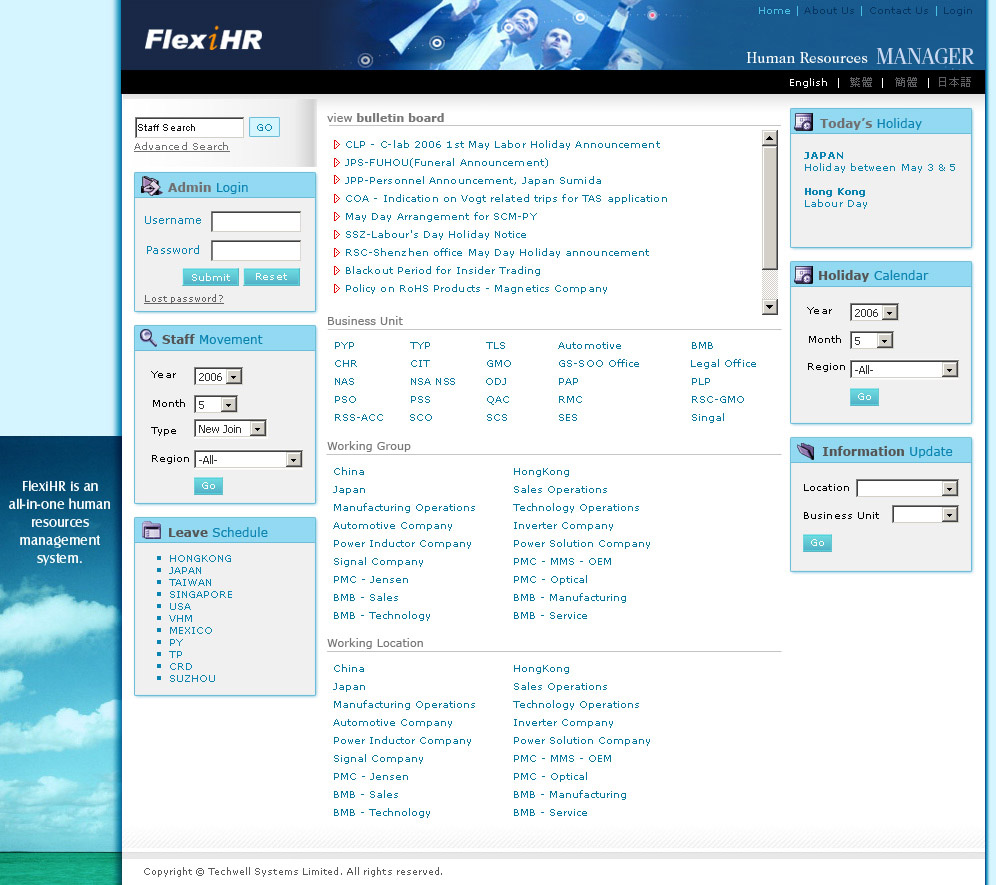 Home | About Us | Contact Us | Login
FlexiHR
Human Resources MANAGER
English | 繁體 | 簡體 | 日本語
Staff Search GO
Advanced Search
Admin Login
Username
Password
Submit Reset
Lost password?
Staff Movement
Year 2006
Month 5
Type New Join
Region -All-
Go
Leave Schedule
HONGKONG
JAPAN
TAIWAN
SINGAPORE
USA
VHM
MEXICO
PY
TP
CRD
SUZHOU
FlexiHR is an
all-in-one human
resources
management
system.
view bulletin board
CLP - C-lab 2006 1st May Labor Holiday Announcement
JPS-FUHOU(Funeral Announcement)
JPP-Personnel Announcement, Japan Sumida
COA - Indication on Vogt related trips for TAS application
May Day Arrangement for SCM-PY
SSZ-Labour's Day Holiday Notice
RSC-Shenzhen office May Day Holiday announcement
Blackout Period for Insider Trading
Policy on RoHS Products - Magnetics Company
Business Unit
PYP TYP TLS Automotive BMB
CHR CIT GMO GS-SOO Office Legal Office
NAS NSA NSS ODJ PAP PLP
PSO PSS QAC RMC RSC-GMO
RSS-ACC SCO SCS SES Singal
Working Group
China HongKong
Japan Sales Operations
Manufacturing Operations Technology Operations
Automotive Company Inverter Company
Power Inductor Company Power Solution Company
Signal Company PMC - MMS - OEM
PMC - Jensen PMC - Optical
BMB - Sales BMB - Manufacturing
BMB - Technology BMB - Service
Working Location
China HongKong
Japan Sales Operations
Manufacturing Operations Technology Operations
Automotive Company Inverter Company
Power Inductor Company Power Solution Company
Signal Company PMC - MMS - OEM
PMC - Jensen PMC - Optical
BMB - Sales BMB - Manufacturing
BMB - Technology BMB - Service
Today's Holiday
JAPAN
Holiday between May 3 & 5
Hong Kong
Labour Day
Holiday Calendar
Year 2006
Month 5
Region -All-
Go
Information Update
Location
Business Unit
Go
Copyright © Techwell Systems Limited. All rights reserved.